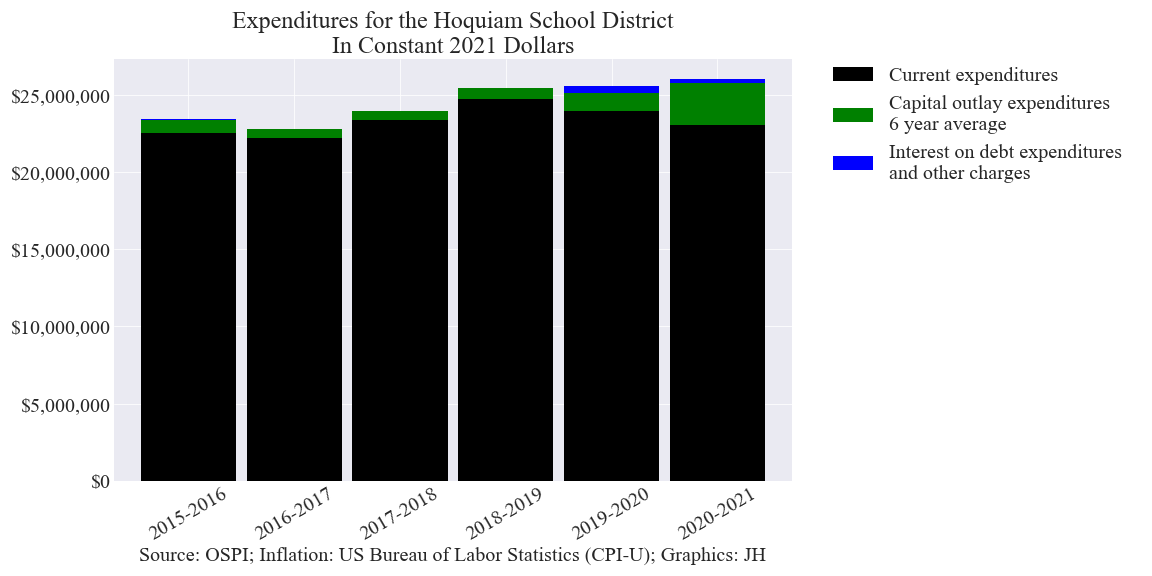 Expenditures for the Hoquiam School District
In Constant 2021 Dollars
Current expenditures
Capital outlay expenditures
6 year average
Interest on debt expenditures
and other charges
$25,000,000
$20,000,000
$15,000,000
$10,000,000
$5,000,000
$0
2015-2016
2016-2017
2017-2018
2018-2019
2019-2020
2020-2021
Source: OSPI; Inflation: US Bureau of Labor Statistics (CPI-U); Graphics: JH